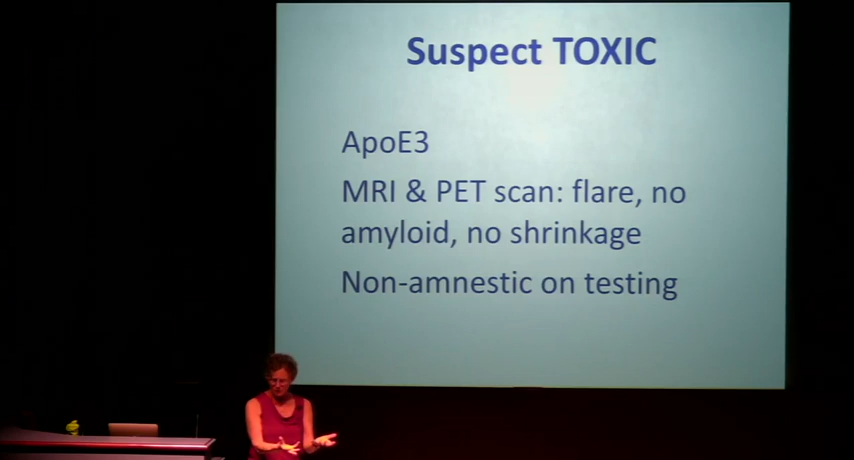 Suspect TOXIC
ApoE3
MRI & PET scan: flare, no
amyloid, no shrinkage
Non-amnestic on testing